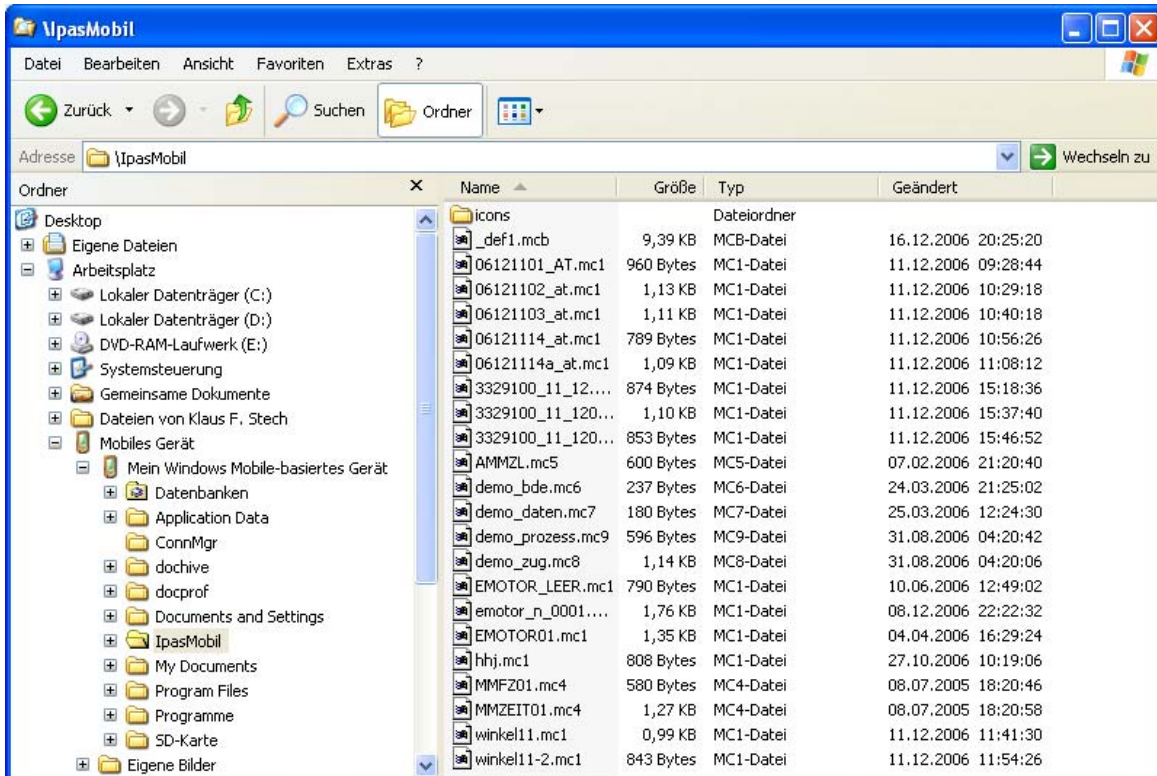 \IpasMobil
Datei Bearbeiten Ansicht Favoriten Extras ?
Zurück Suchen Ordner
Adresse \IpasMobil Wechseln zu
Ordner
Desktop
Eigene Dateien
Arbeitsplatz
Lokaler Datenträger (C:)
Lokaler Datenträger (D:)
DVD-RAM-Laufwerk (E:)
Systemsteuerung
Gemeinsame Dokumente
Dateien von Klaus F. Stech
Mobiles Gerät
Mein Windows Mobile-basiertes Gerät
Datenbanken
Application Data
ConnMgr
dochive
docprof
Documents and Settings
IpasMobil
My Documents
Program Files
Programme
SD-Karte
Eigene Bilder
Name Größe Typ Geändert
icons Dateiordner
_def1.mcb 9,39 KB MCB-Datei 16.12.2006 20:25:20
06121101_AT.mc1 960 Bytes MC1-Datei 11.12.2006 09:28:44
06121102_at.mc1 1,13 KB MC1-Datei 11.12.2006 10:29:18
06121103_at.mc1 1,11 KB MC1-Datei 11.12.2006 10:40:18
06121114_at.mc1 789 Bytes MC1-Datei 11.12.2006 10:56:26
06121114a_at.mc1 1,09 KB MC1-Datei 11.12.2006 11:08:12
3329100_11_12.... 874 Bytes MC1-Datei 11.12.2006 15:18:36
3329100_11_120... 1,10 KB MC1-Datei 11.12.2006 15:37:40
3329100_11_120... 853 Bytes MC1-Datei 11.12.2006 15:46:52
AMMZL.mc5 600 Bytes MC5-Datei 07.02.2006 21:20:40
demo_bde.mc6 237 Bytes MC6-Datei 24.03.2006 21:25:02
demo_daten.mc7 180 Bytes MC7-Datei 25.03.2006 12:24:30
demo_prozess.mc9 596 Bytes MC9-Datei 31.08.2006 04:20:42
demo_zug.mc8 1,14 KB MC8-Datei 31.08.2006 04:20:06
EMOTOR_LEER.mc1 790 Bytes MC1-Datei 10.06.2006 12:49:02
emotor_n_0001.... 1,76 KB MC1-Datei 08.12.2006 22:22:32
EMOTOR01.mc1 1,35 KB MC1-Datei 04.04.2006 16:29:24
hhj.mc1 808 Bytes MC1-Datei 27.10.2006 10:19:06
MMFZ01.mc4 580 Bytes MC4-Datei 08.07.2005 18:20:46
MMZEIT01.mc4 1,27 KB MC4-Datei 08.07.2005 18:20:58
winkel11.mc1 0,99 KB MC1-Datei 11.12.2006 11:41:30
winkel11-2.mc1 843 Bytes MC1-Datei 11.12.2006 11:54:26